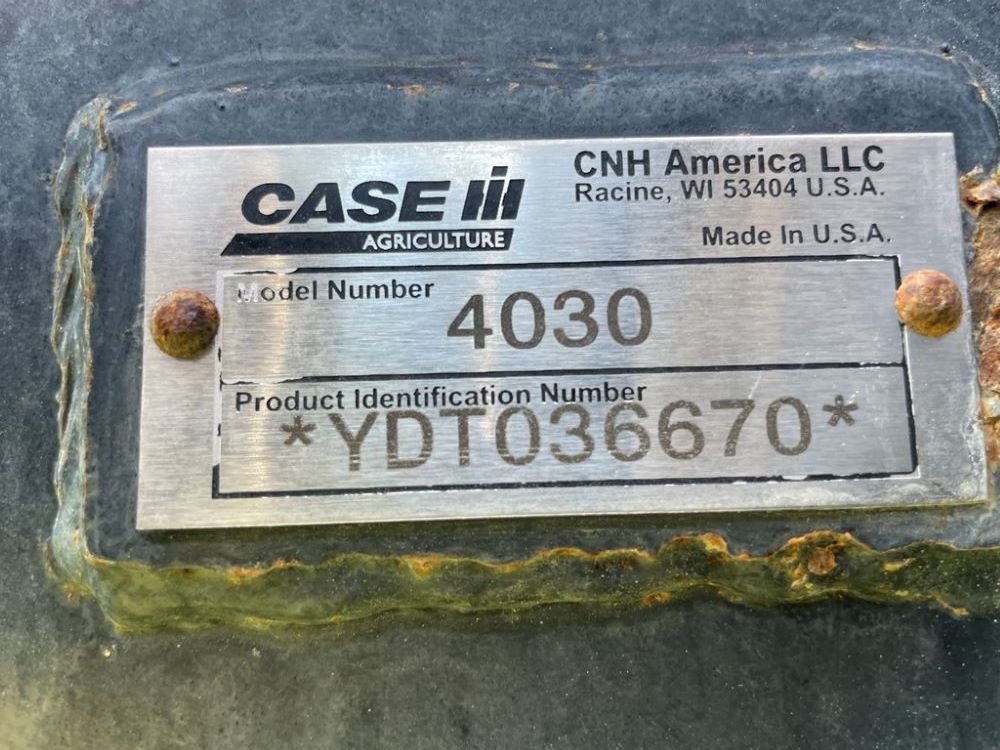 CASE IH
AGRICULTURE
CNH America LLC
Racine, WI 53404 U.S.A.
Made In U.S.A.
Model Number
4030
Product Identification Number
*YDT036670*